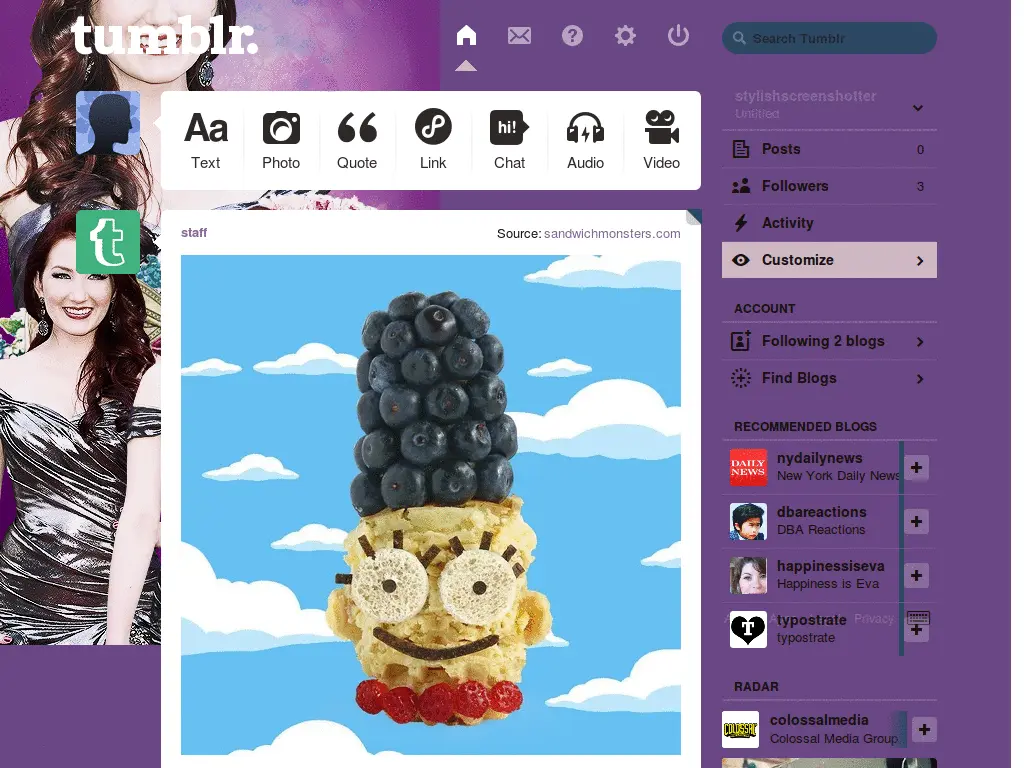 tumblr.
Search Tumblr
Aa
Text
Photo
Quote
Link
hi!
Chat
Audio
Video
stylishscreenshotter
Untitled
Posts
0
Followers
3
Activity
Customize
ACCOUNT
Following 2 blogs
Find Blogs
RECOMMENDED BLOGS
DAILY
NEWS
nydailynews
New York Daily News
dbareactions
DBA Reactions
happinessiseva
Happiness is Eva
T
typostrate
Privacy
typostrate
RADAR
COLOSSAL
colossalmedia
Colossal Media Group
t
staff
Source: sandwichmonsters.com